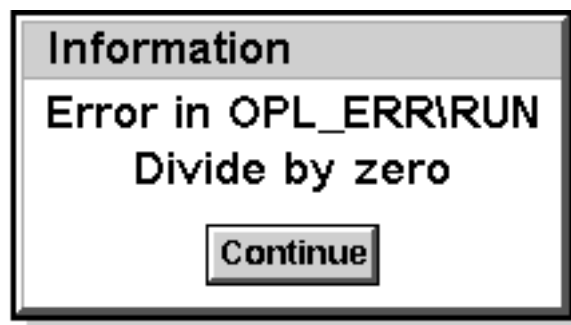 Information
Error in OPL_ERR\RUN
Divide by zero
Continue